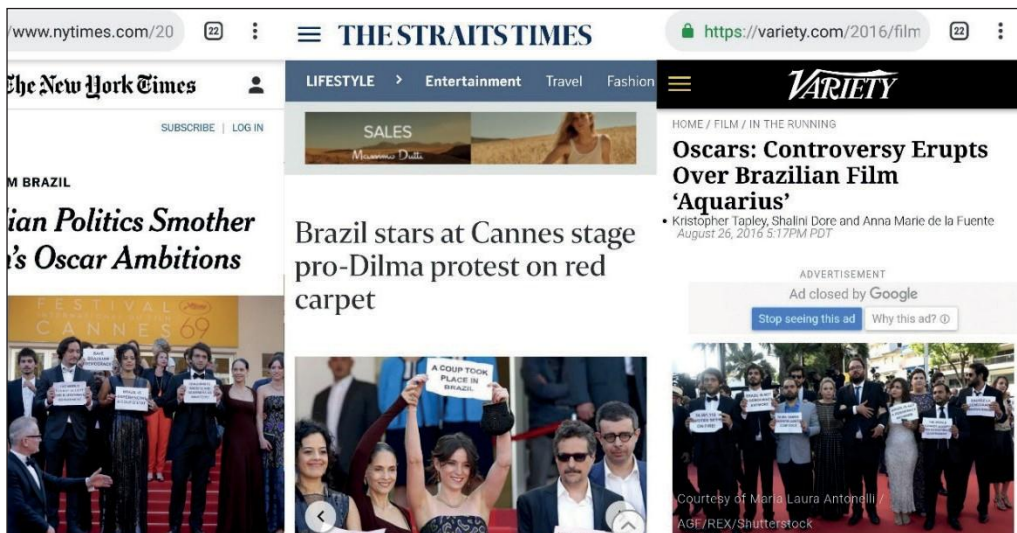 /www.nytimes.com/20
22
The New York Times
SUBSCRIBE | LOG IN
M BRAZIL
ian Politics Smother
's Oscar Ambitions
FESTIVAL
CANNES 69
THE STRAITS TIMES
LIFESTYLE > Entertainment Travel Fashion
SALES
Massimo Dutti
Brazil stars at Cannes stage
pro-Dilma protest on red
carpet
A COUP TOOK
PLACE IN
BRAZIL
https://variety.com/2016/film
22
VARIETY
HOME / FILM / IN THE RUNNING
Oscars: Controversy Erupts
Over Brazilian Film
‘Aquarius’
• Kristopher Tapley, Shalini Dore and Anna Marie de la Fuente
August 26, 2016 5:17PM PDT
ADVERTISEMENT
Ad closed by Google
Stop seeing this ad
Why this ad?
Courtesy of Maria Laura Antonelli /
AGF/REX/Shutterstock